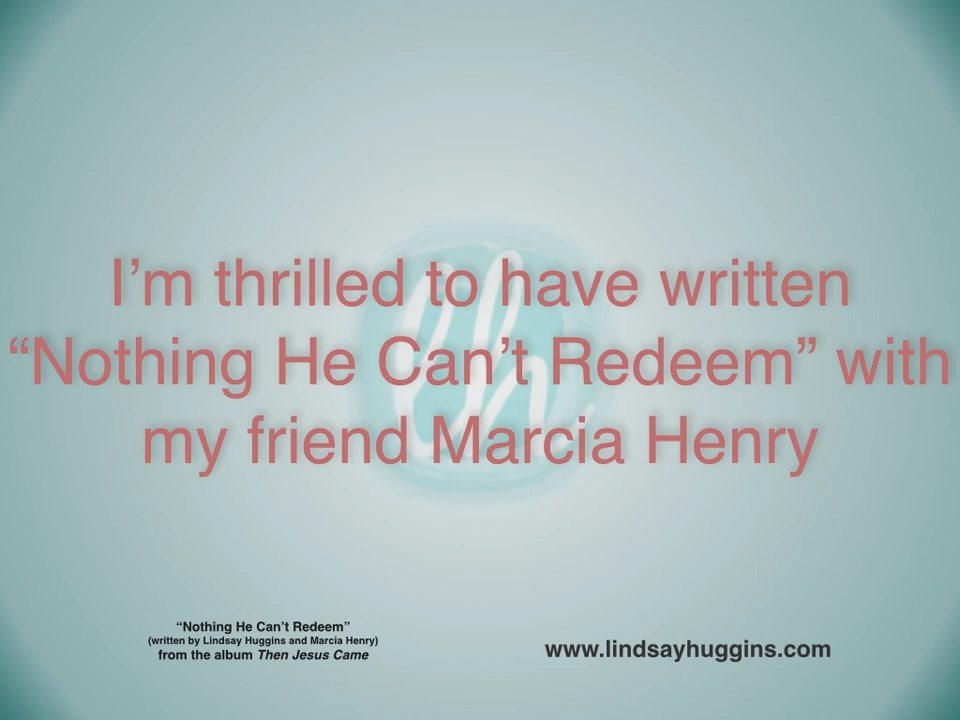 I’m thrilled to have written
“Nothing He Can’t Redeem” with
my friend Marcia Henry
lh
“Nothing He Can’t Redeem”
(written by Lindsay Huggins and Marcia Henry)
from the album Then Jesus Came
www.lindsayhuggins.com